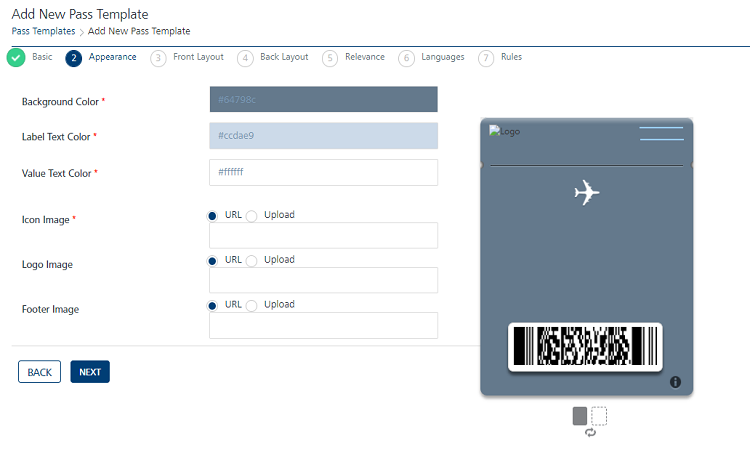 Add New Pass Template
Pass Templates > Add New Pass Template
Basic 2 Appearance 3 Front Layout 4 Back Layout 5 Relevance 6 Languages 7 Rules
Background Color * #64798c
Label Text Color * #ccdae9
Value Text Color * #ffffff
Logo
Icon Image * URL Upload
Logo Image URL Upload
Footer Image URL Upload
BACK NEXT